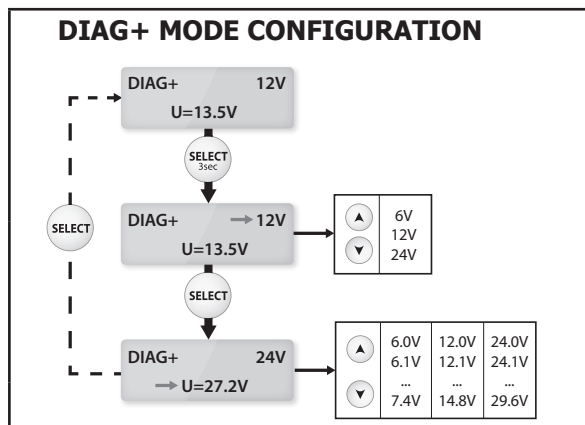 DIAG+ MODE CONFIGURATION
DIAG+ 12V
U=13.5V
SELECT
3sec
SELECT
DIAG+ 12V
U=13.5V
6V
12V
24V
SELECT
DIAG+ 24V
U=27.2V
6.0V 12.0V 24.0V
6.1V 12.1V 24.1V
... ... ...
7.4V 14.8V 29.6V